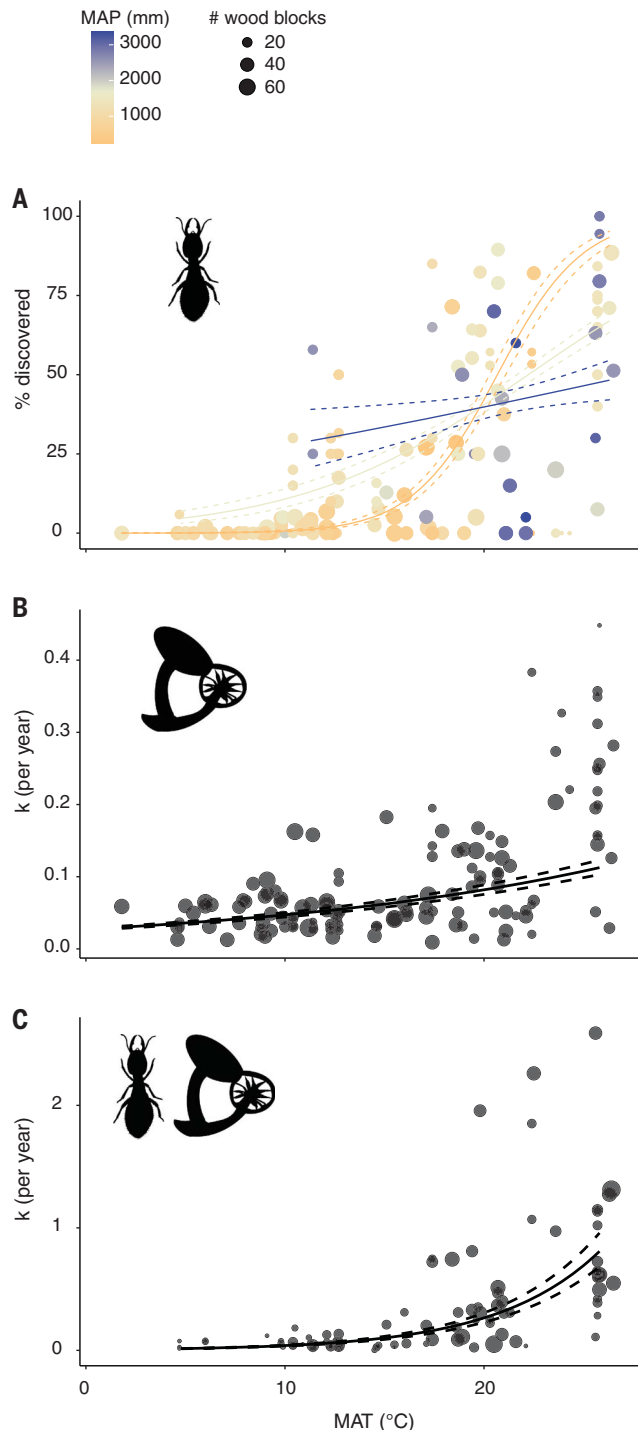 MAP (mm)
3000
2000
1000
# wood blocks
20
40
60
A
100
75
50
25
0
% discovered
B
0.4
0.3
0.2
0.1
0.0
k (per year)
C
2
1
0
k (per year)
0
10
20
MAT (°C)